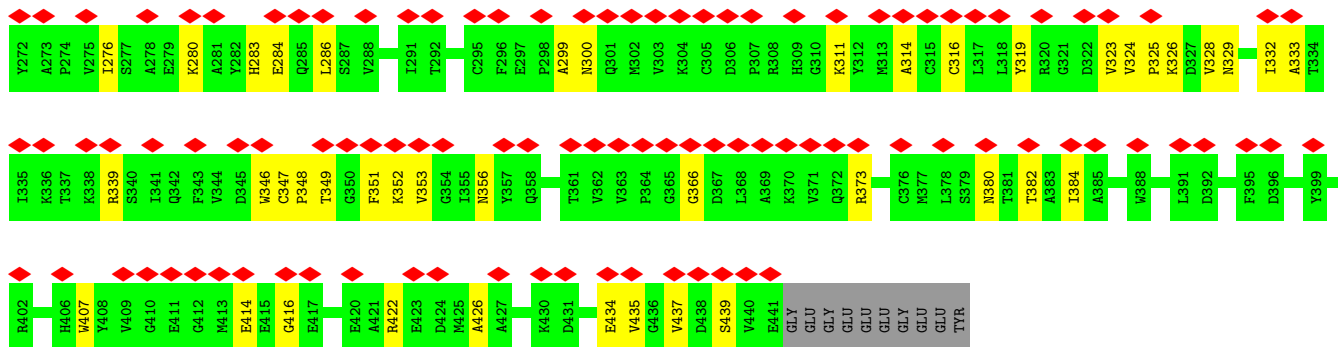 Y272 A273 P274 V275 I276 S277 A278 E279 K280 A281 Y282 H283 E284 Q285 L286 S287 V288 I291 T292 C295 F296 E297 P298 A299 N300 Q301 M302 V303 K304 C305 D306 P307 R308 H309 G310 K311 Y312 M313 A314 C315 C316 L317 L318 Y319 R320 G321 D322 V323 V324 P325 K326 D327 V328 N329 I332 A333 T334
I335 K336 T337 K338 R339 S340 I341 Q342 F343 V344 D345 W346 C347 P348 T349 G350 F351 K352 V353 G354 I355 N356 Y357 Q358 T361 V362 V363 P364 G365 G366 D367 L368 A369 K370 V371 Q372 R373 C376 M377 L378 S379 N380 T381 T382 A383 I384 A385 W388 L391 D392 F395 D396 Y399
R402 H406 W407 Y408 V409 G410 E411 G412 M413 E414 E415 G416 E417 E420 A421 R422 E423 D424 M425 A426 A427 K430 D431 E434 V435 G436 V437 D438 S439 V440 E441 GLY GLU GLY GLU GLU GLU GLY GLU GLU TYR